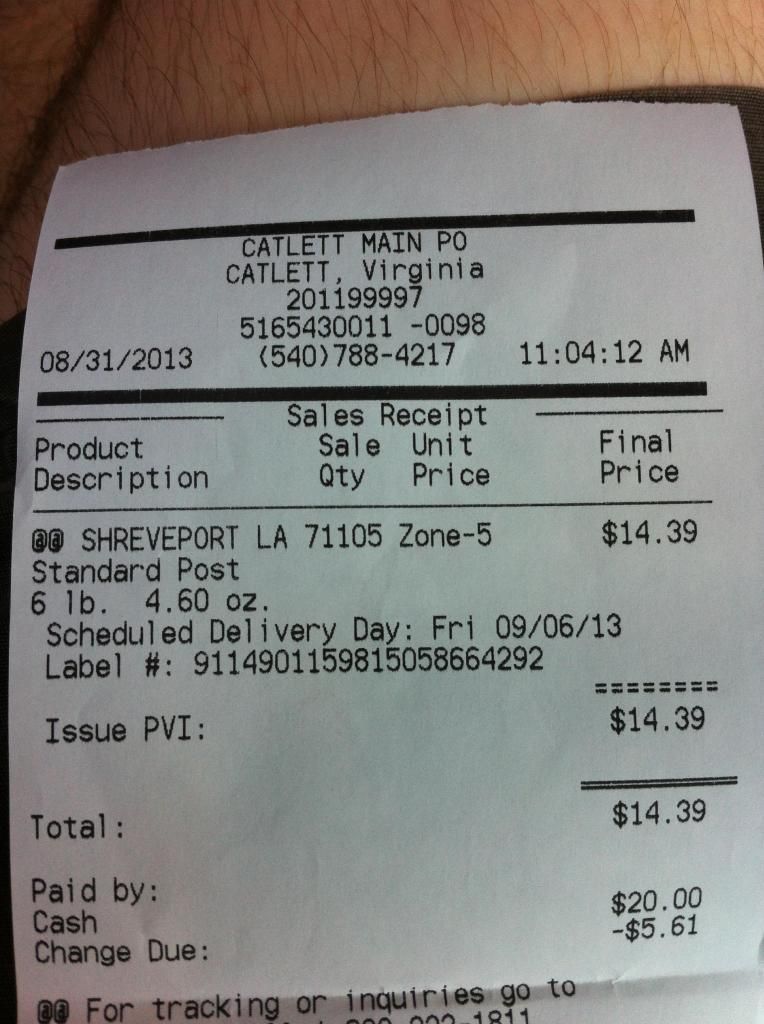 CATLETT MAIN PO
CATLETT, Virginia
201199997
5165430011 -0098
08/31/2013 (540)788-4217 11:04:12 AM
Sales Receipt
Product Sale Unit Final
Description Qty Price Price
@@ SHREVEPORT LA 71105 Zone-5 $14.39
Standard Post
6 lb. 4.60 oz.
Scheduled Delivery Day: Fri 09/06/13
Label #: 9114901159815058664292
========
Issue PVI: $14.39
Total: $14.39
Paid by:
Cash $20.00
Change Due: -$5.61
@@ For tracking or inquiries go to
1811